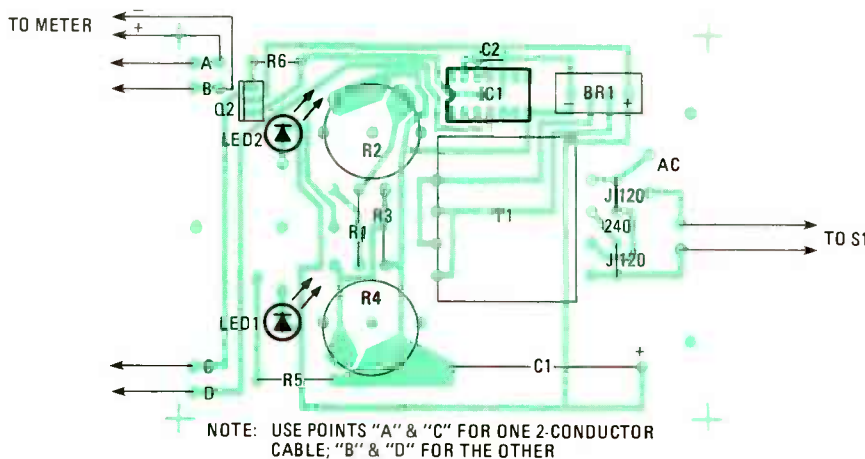 TO METER
−
+
A
B
Q2
R6
LED2
R2
C2
IC1
BR1
−
+
AC
J 120
240
J 120
TO S1
R1
R3
T1
LED1
R4
C
D
R5
C1
+
NOTE: USE POINTS "A" & "C" FOR ONE 2-CONDUCTOR
CABLE; "B" & "D" FOR THE OTHER